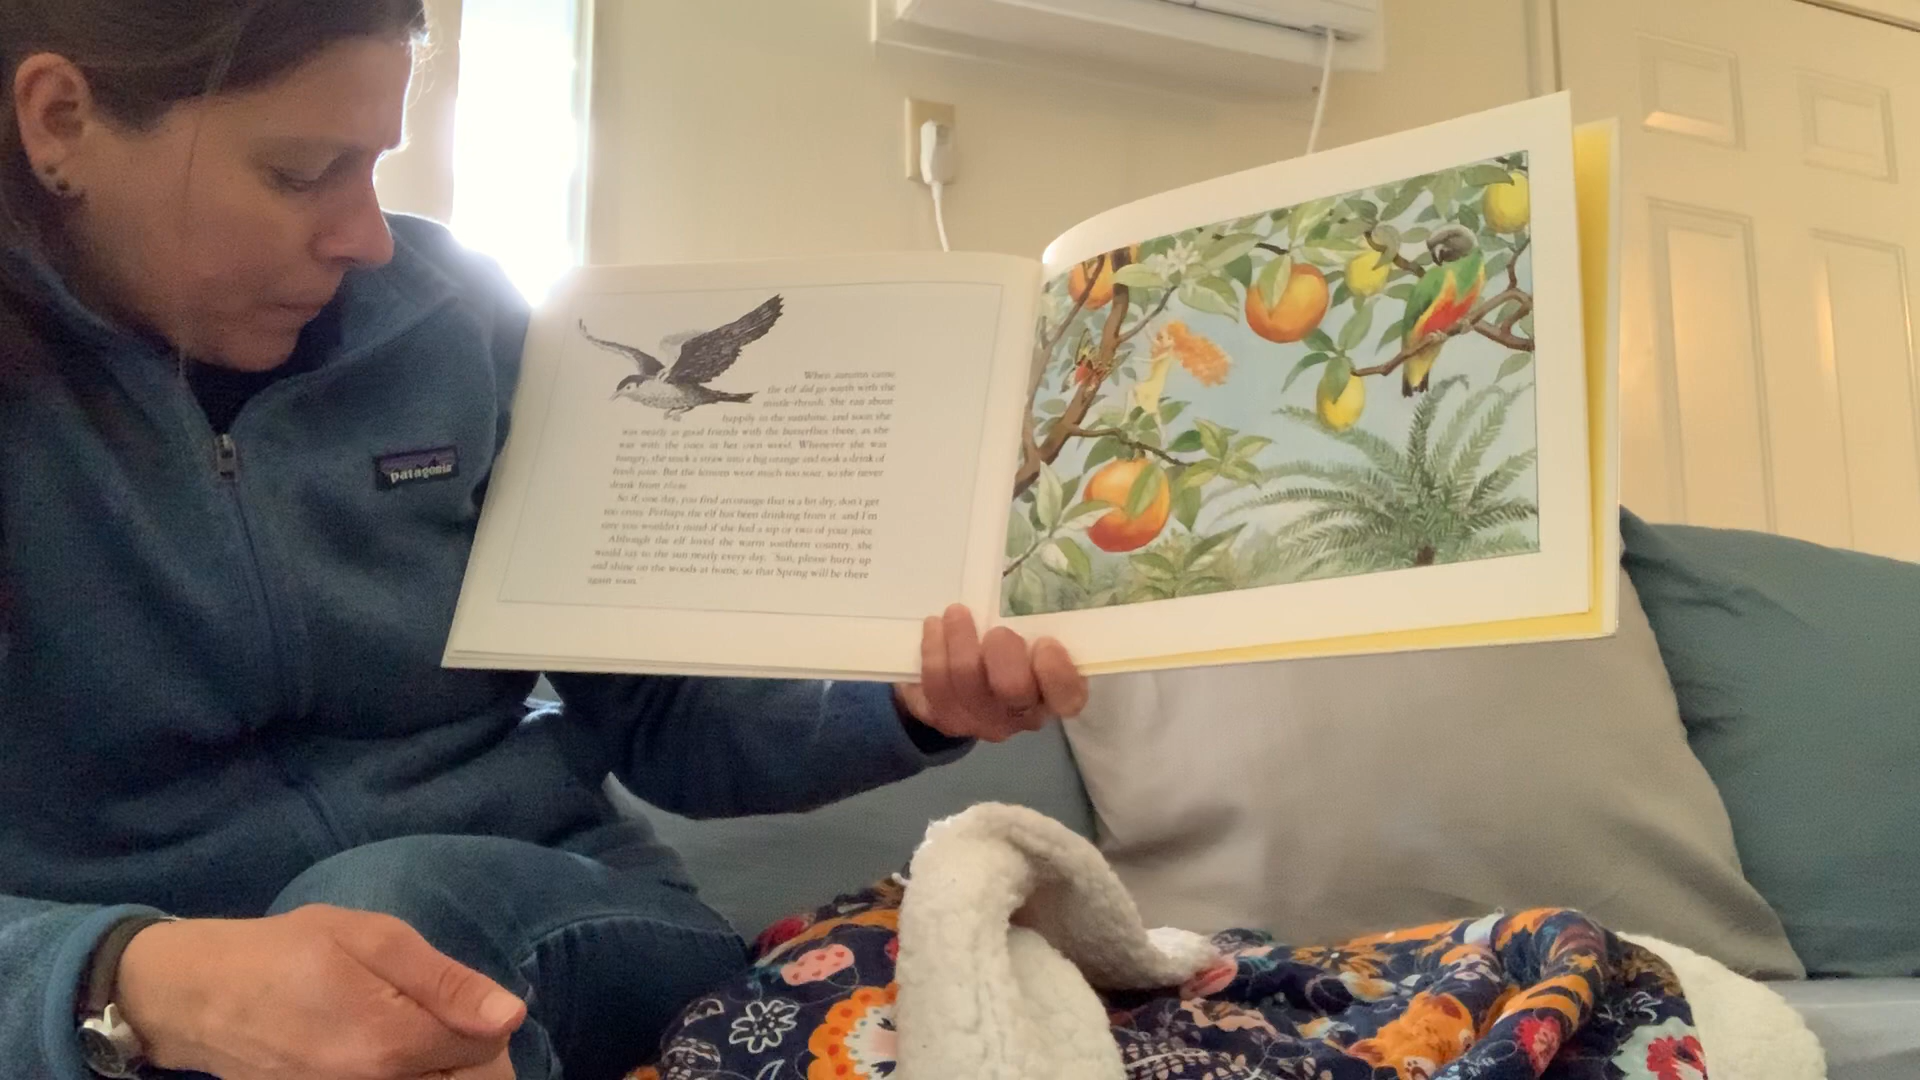 patagonia
When autumn came
the elf did go south with the
mistle-thrush. She ran about
happily in the sunshine, and soon she
was nearly as good friends with the butterflies there, as she
was with the ones in her own wood. Whenever she was
hungry, she stuck a straw into a big orange and took a drink of
fresh juice. But the lemons were much too sour, so she never
drank from them.
So if, one day, you find an orange that is a bit dry, don't get
too cross. Perhaps the elf has been drinking from it, and I'm
sure you wouldn't mind if she had a sip or two of your juice.
Although the elf loved the warm southern country, she
would say to the sun nearly every day, "Sun, please hurry up
and shine on the woods at home, so that Spring will be there
again soon."